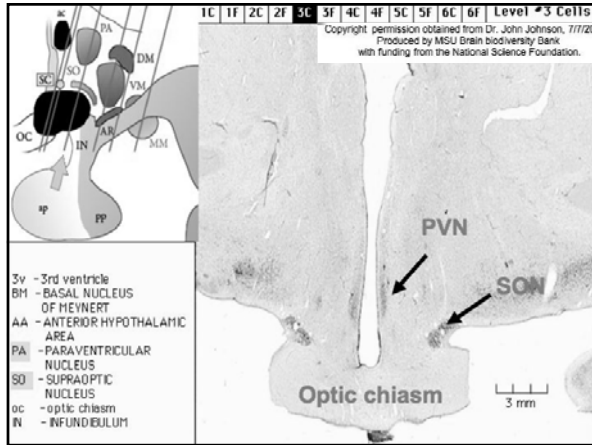 1C 1F 2C 2F 3C 3F 4C 4F 5C 5F 6C 6F Level #3 Cells
Copyright permission obtained from Dr. John Johnson, 7/7/20
Produced by MSU Brain biodiversity Bank
with funding from the National Science Foundation.
ac
PA
DM
SO
SC
VM
OC
IN
AR
MM
ap
pp
PVN
SON
Optic chiasm
3 mm
3v - 3rd ventricle
BM - BASAL NUCLEUS
OF MEYNERT
AA - ANTERIOR HYPOTHALAMIC
AREA
PA - PARAVENTRICULAR
NUCLEUS
SO - SUPRAOPTIC
NUCLEUS
oc - optic chiasm
IN - INFUNDIBULUM